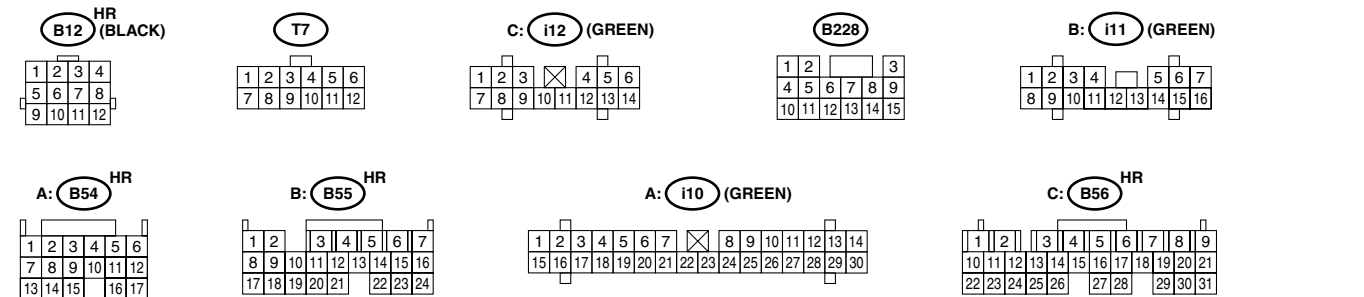 HR
B12 (BLACK)
1 2 3 4
5 6 7 8
9 10 11 12
T7
1 2 3 4 5 6
7 8 9 10 11 12
C: i12 (GREEN)
1 2 3 4 5 6
7 8 9 10 11 12 13 14
B228
1 2 3
4 5 6 7 8 9
10 11 12 13 14 15
B: i11 (GREEN)
1 2 3 4 5 6 7
8 9 10 11 12 13 14 15 16
A: B54 HR
1 2 3 4 5 6
7 8 9 10 11 12
13 14 15 16 17
B: B55 HR
1 2 3 4 5 6 7
8 9 10 11 12 13 14 15 16
17 18 19 20 21 22 23 24
A: i10 (GREEN)
1 2 3 4 5 6 7 8 9 10 11 12 13 14
15 16 17 18 19 20 21 22 23 24 25 26 27 28 29 30
C: B56 HR
1 2 3 4 5 6 7 8 9
10 11 12 13 14 15 16 17 18 19 20 21
22 23 24 25 26 27 28 29 30 31